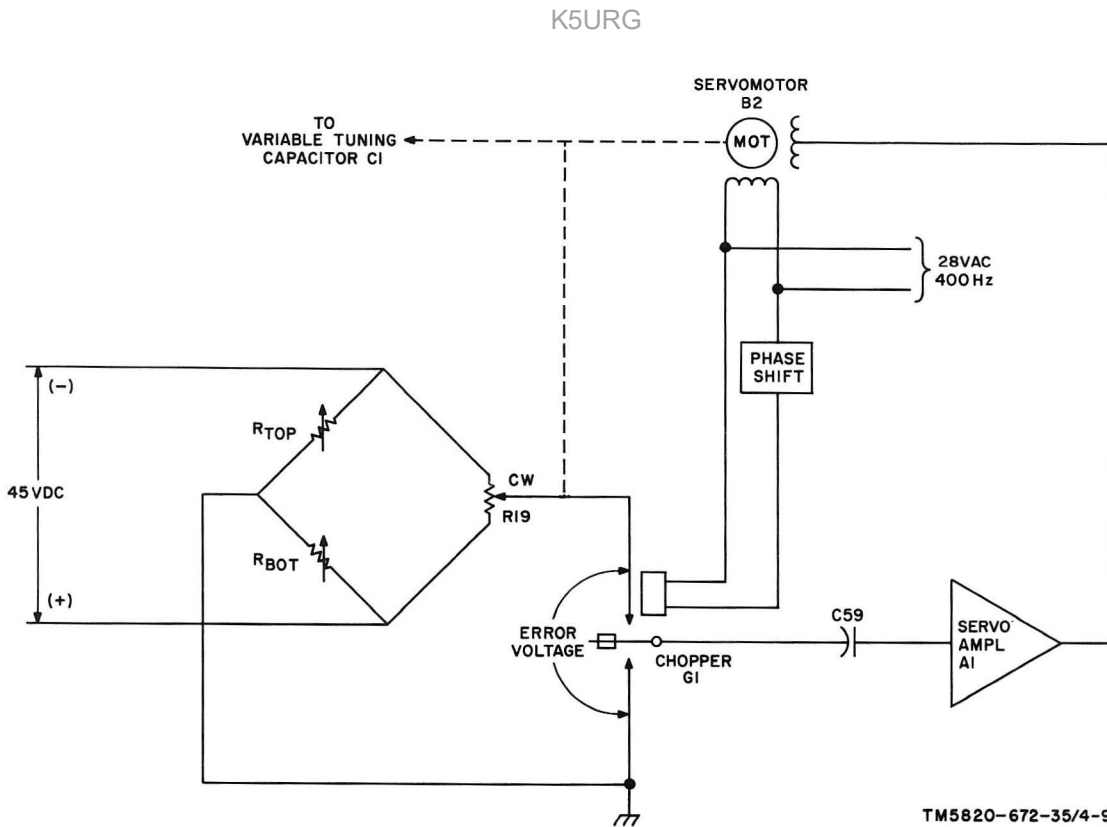 K5URG
SERVOMOTOR
B2
MOT
TO
VARIABLE TUNING
CAPACITOR C1
28VAC
400Hz
PHASE
SHIFT
(-)
RTOP
45VDC
CW
R19
RBOT
(+)
ERROR
VOLTAGE
CHOPPER
G1
C59
SERVO
AMPL
A1
TM5820-672-35/4-9